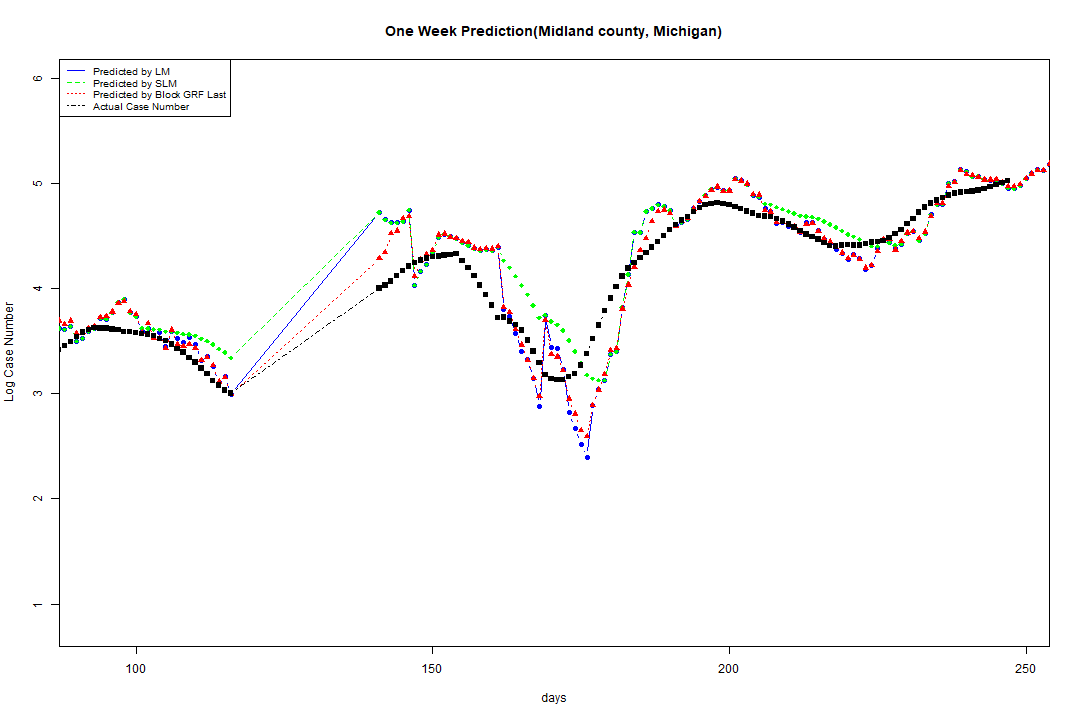 One Week Prediction(Midland county, Michigan)
Predicted by LM
Predicted by SLM
Predicted by Block GRF Last
Actual Case Number
6
5
4
3
2
1
Log Case Number
100 150 200 250
days